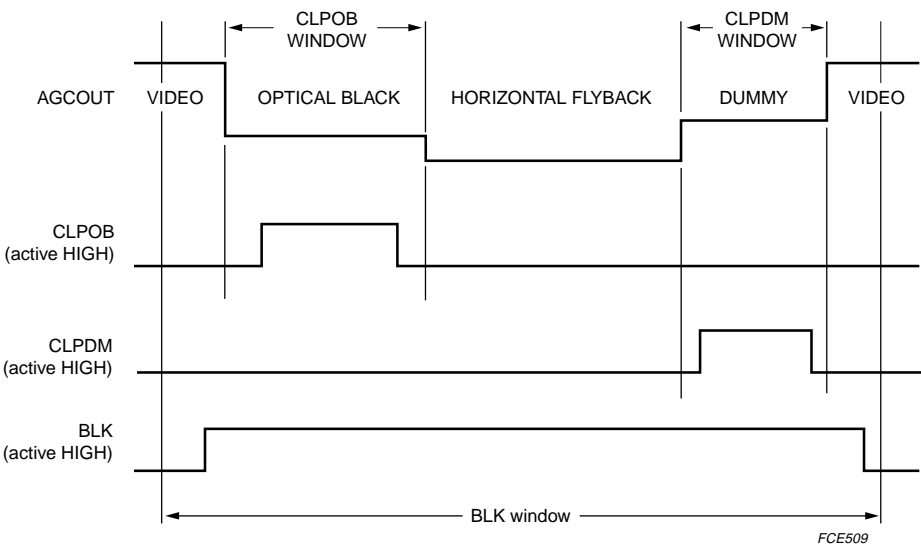 CLPOB
WINDOW
CLPDM
WINDOW
AGCOUT
VIDEO
OPTICAL BLACK
HORIZONTAL FLYBACK
DUMMY
VIDEO
CLPOB
(active HIGH)
CLPDM
(active HIGH)
BLK
(active HIGH)
BLK window
FCE509